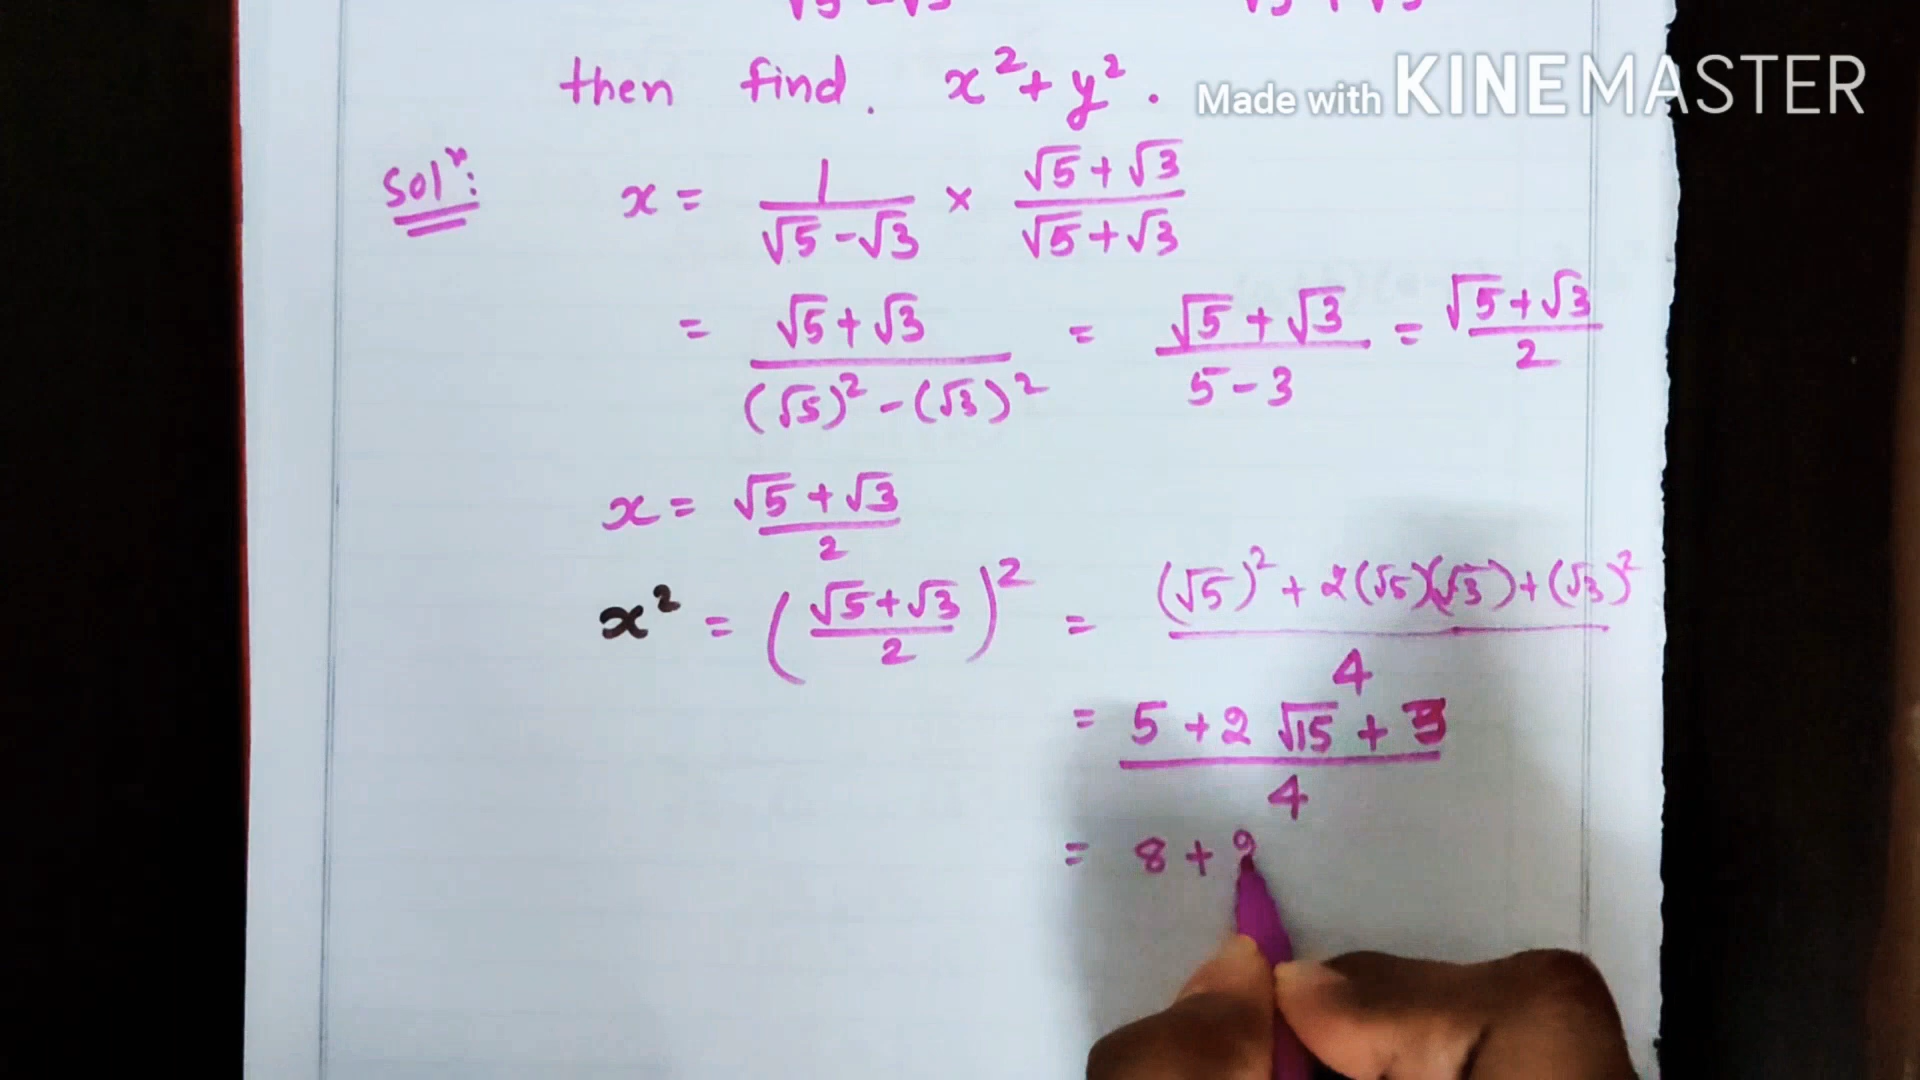 then find. x²+y².
Made with KINEMASTER
Solⁿ: x = 1/(√5-√3) × (√5+√3)/(√5+√3)
= (√5+√3)/((√5)²-(√3)²) = (√5+√3)/(5-3) = (√5+√3)/2
x = (√5+√3)/2
x² = ((√5+√3)/2)² = ((√5)²+2(√5)(√3)+(√3)²)/4
= (5+2√15+3)/4
= 8+